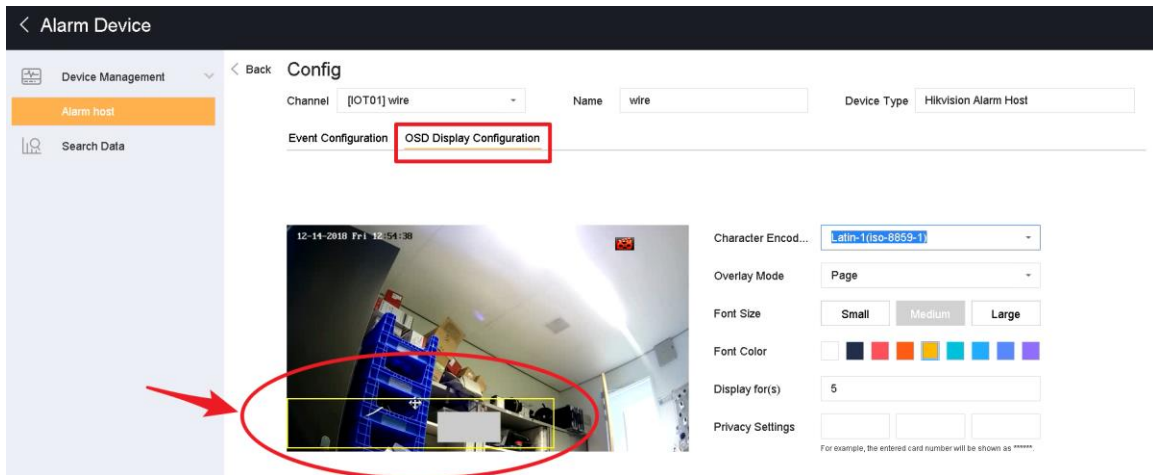 Alarm Device
Device Management
Alarm host
Search Data
Back Config
Channel [IOT01] wire Name wire Device Type Hikvision Alarm Host
Event Configuration OSD Display Configuration
12-14-2018 Fri 12:54:38
Character Encod... Latin-1(iso-8859-1)
Overlay Mode Page
Font Size Small Medium Large
Font Color
Display for(s) 5
Privacy Settings
For example, the entered card number will be shown as ******.